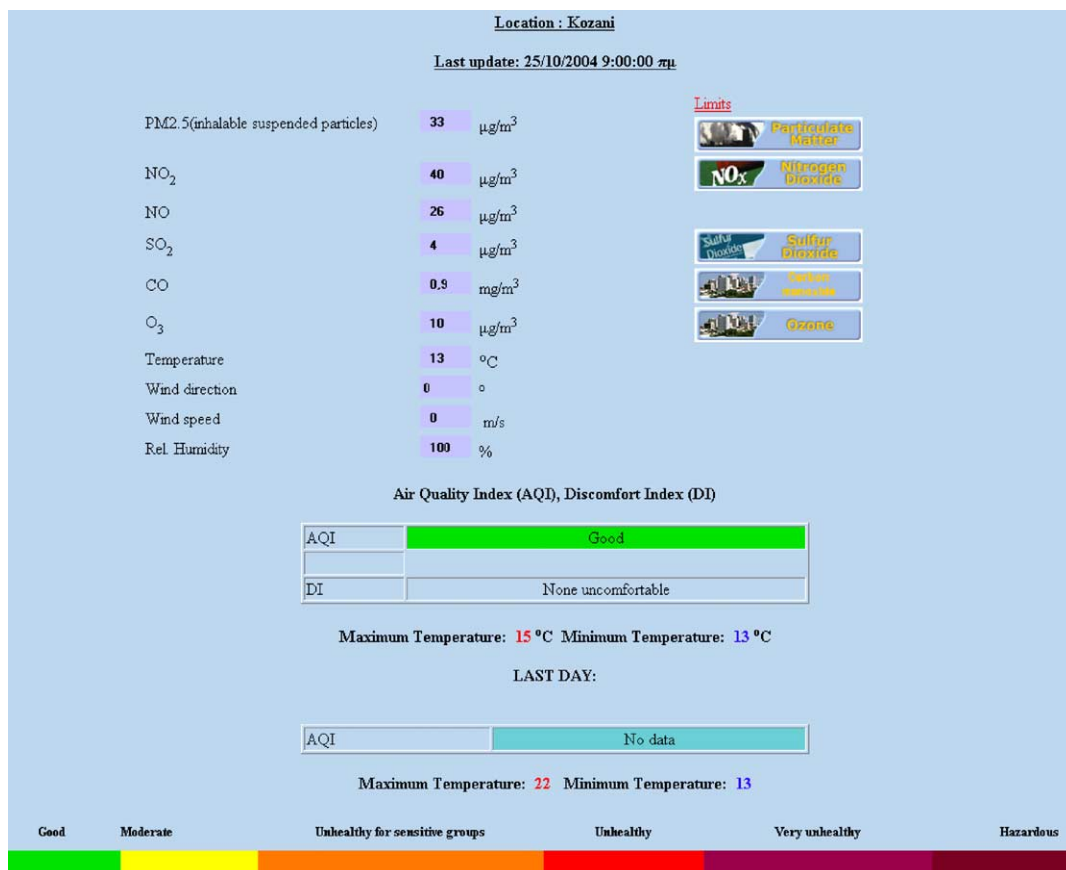 Location : Kozani
Last update: 25/10/2004 9:00:00 πμ
Limits
PM2.5(inhalable suspended particles) 33 μg/m³
Particulate Matter
NO₂ 40 μg/m³
NOx Nitrogen Dioxide
NO 26 μg/m³
SO₂ 4 μg/m³
Sulfur Dioxide Sulfur Dioxide
CO 0,9 mg/m³
Carbon monoxide
O₃ 10 μg/m³
Ozone
Temperature 13 °C
Wind direction 0 °
Wind speed 0 m/s
Rel. Humidity 100 %
Air Quality Index (AQI), Discomfort Index (DI)
AQI Good
DI None uncomfortable
Maximum Temperature: 15 °C Minimum Temperature: 13 °C
LAST DAY:
AQI No data
Maximum Temperature: 22 Minimum Temperature: 13
Good Moderate Unhealthy for sensitive groups Unhealthy Very unhealthy Hazardous